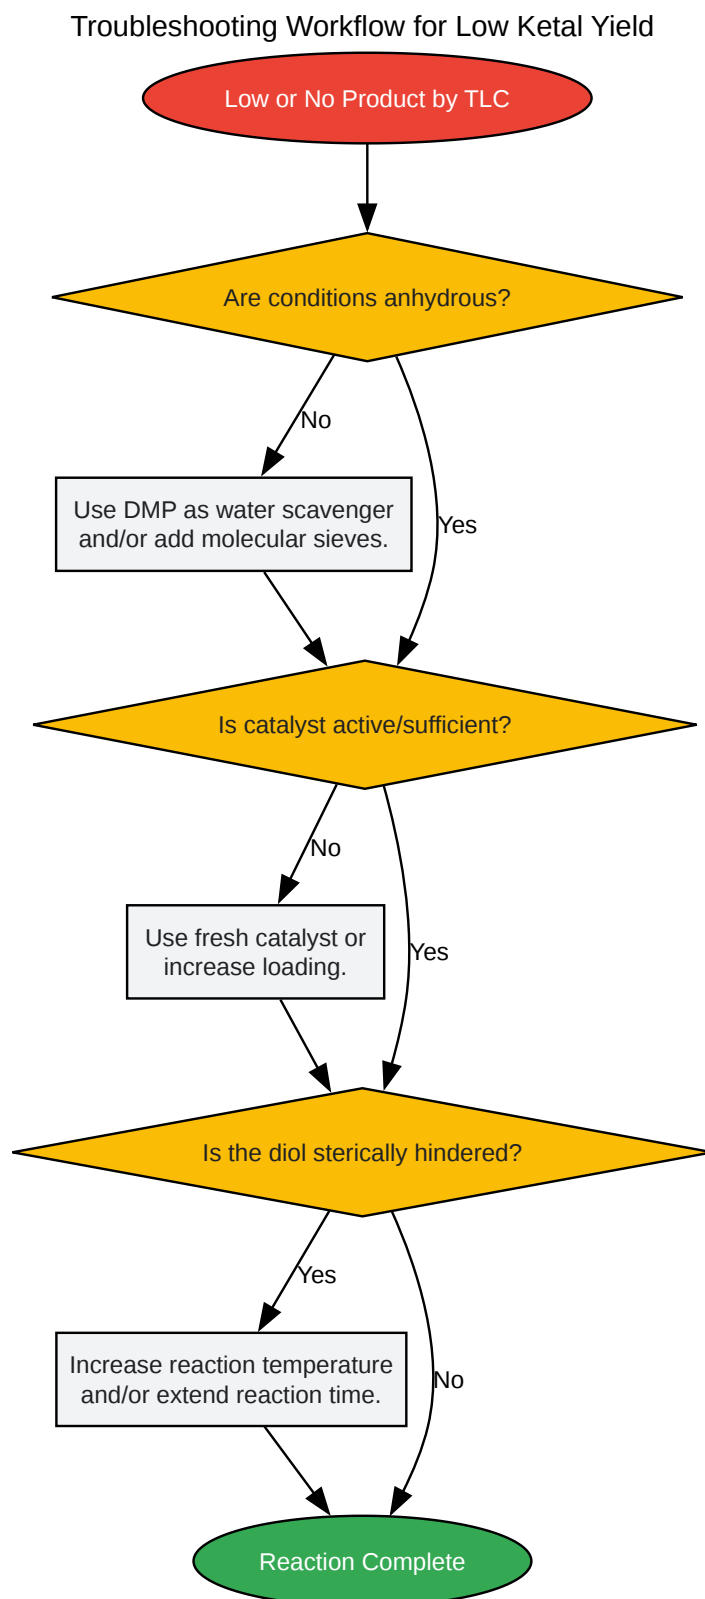 Troubleshooting Workflow for Low Ketal Yield
Low or No Product by TLC
Are conditions anhydrous?
No
Use DMP as water scavenger
and/or add molecular sieves.
Yes
Is catalyst active/sufficient?
No
Use fresh catalyst or
increase loading.
Yes
Is the diol sterically hindered?
Yes
Increase reaction temperature
and/or extend reaction time.
No
Reaction Complete